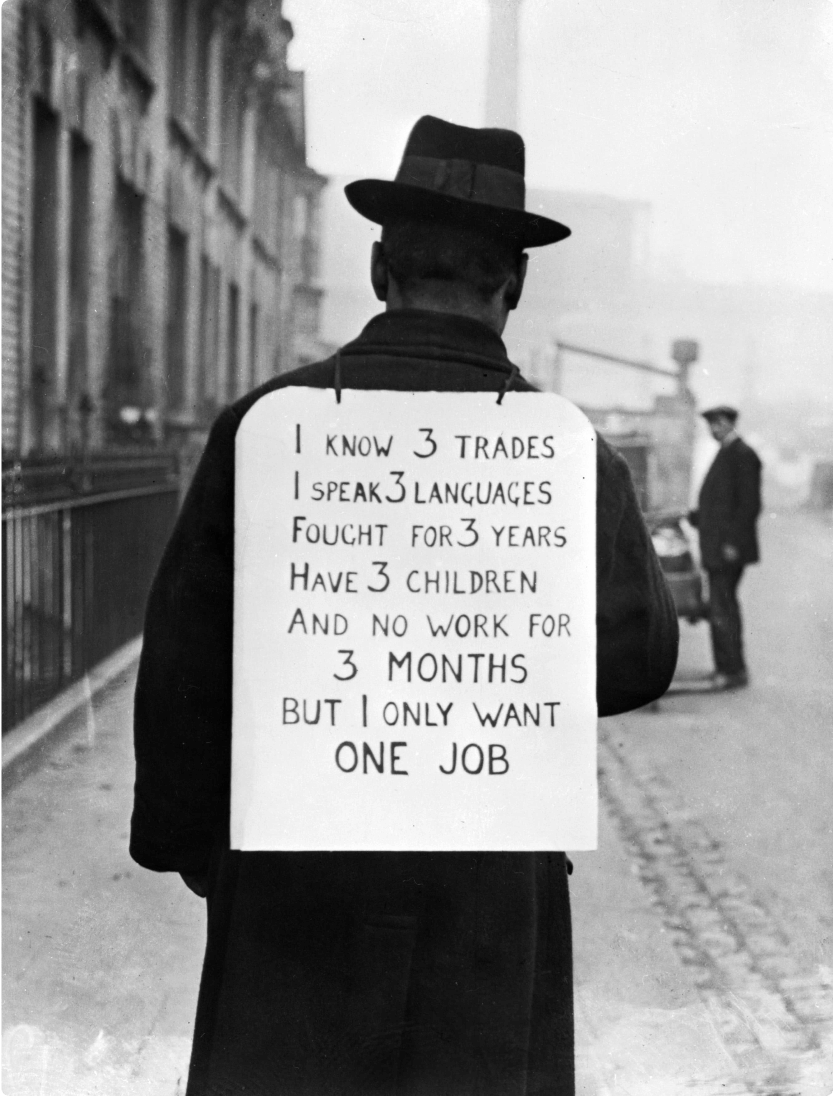 I KNOW 3 TRADES
I SPEAK 3 LANGUAGES
FOUGHT FOR 3 YEARS
HAVE 3 CHILDREN
AND NO WORK FOR
3 MONTHS
BUT I ONLY WANT
ONE JOB